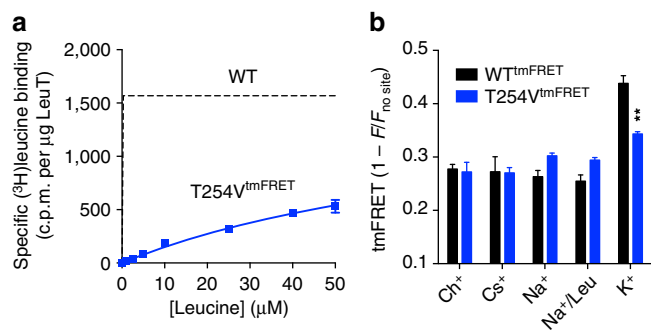 a
Specific (³H)leucine binding
(c.p.m. per μg LeuT)
2,000
1,500
1,000
500
0
WT
T254V^tmFRET
0 10 20 30 40 50
[Leucine] (μM)
b
tmFRET (1 − F/F_no site)
0.5
0.4
0.3
0.2
0.1
WT^tmFRET
T254V^tmFRET
**
Ch⁺
Cs⁺
Na⁺
Na⁺/Leu
K⁺